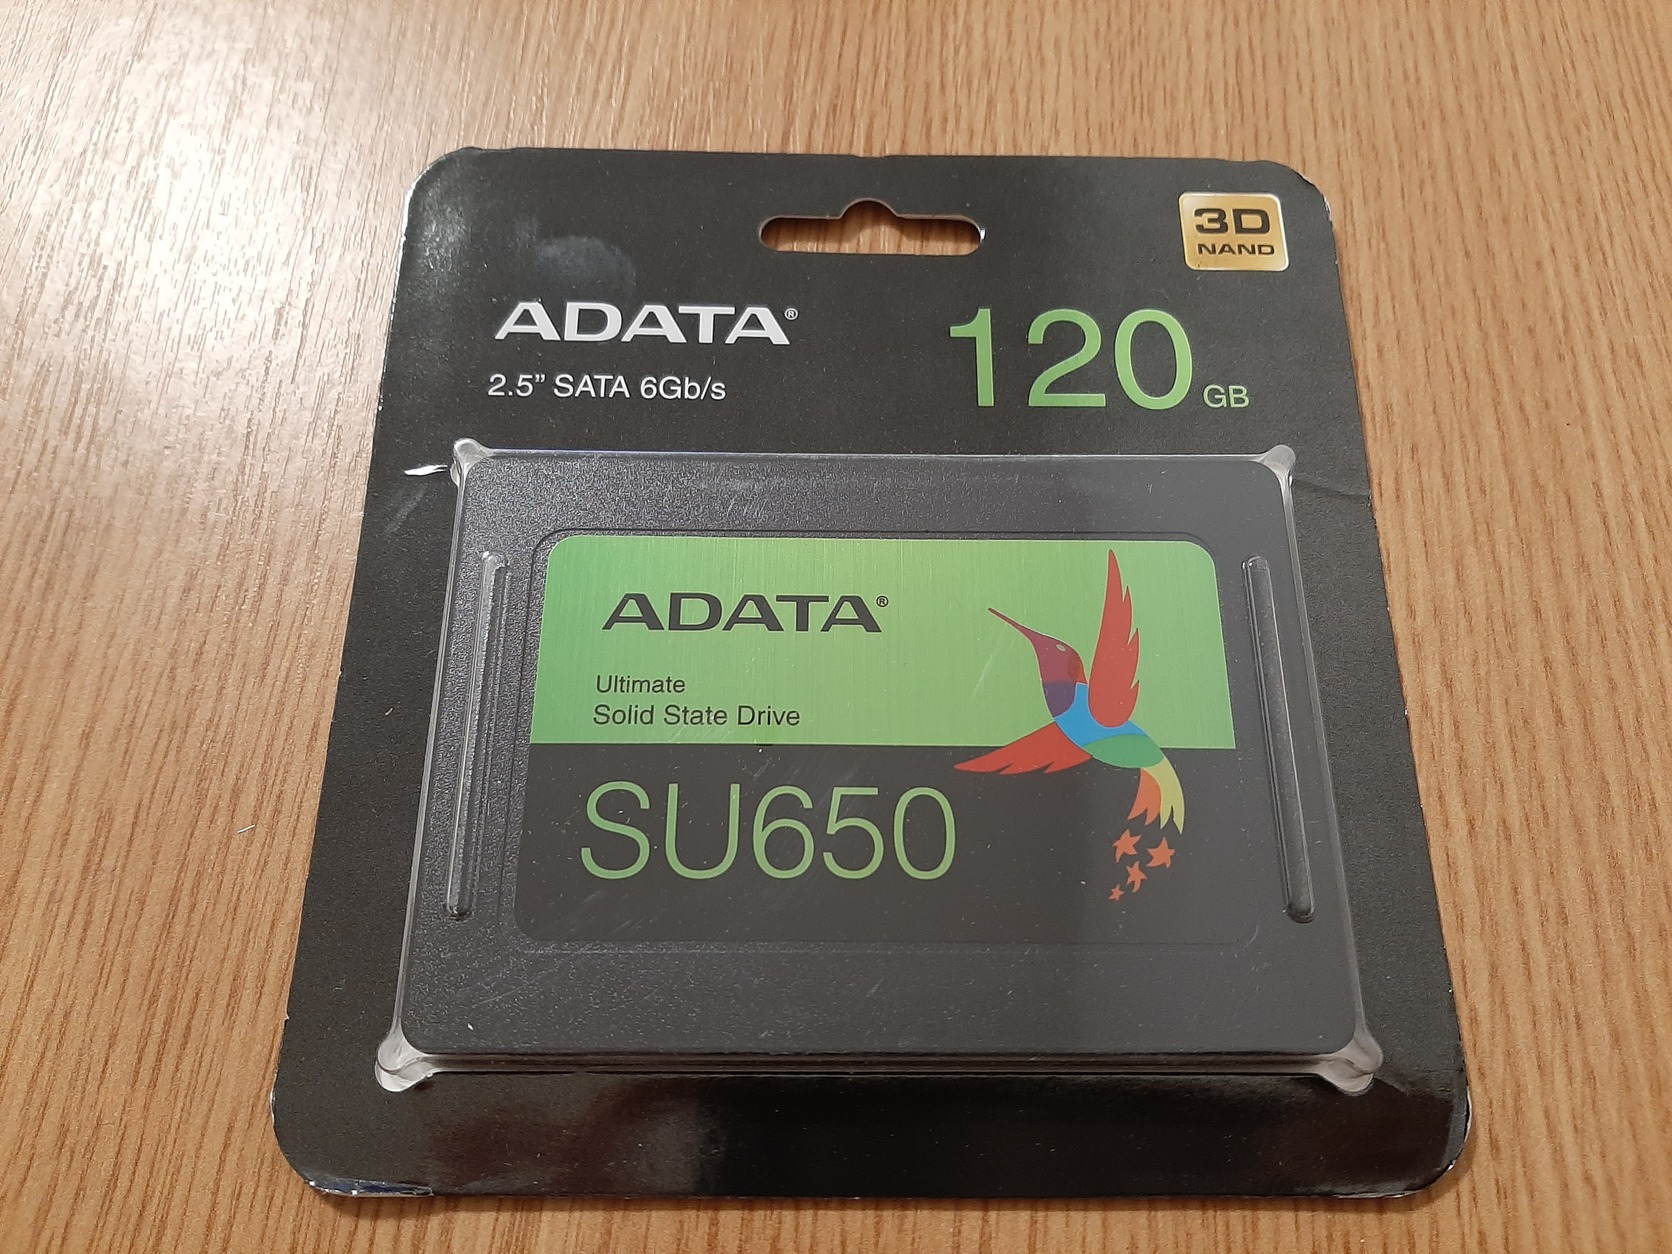 3D
NAND
ADATA®
120 GB
2.5” SATA 6Gb/s
ADATA®
Ultimate
Solid State Drive
SU650